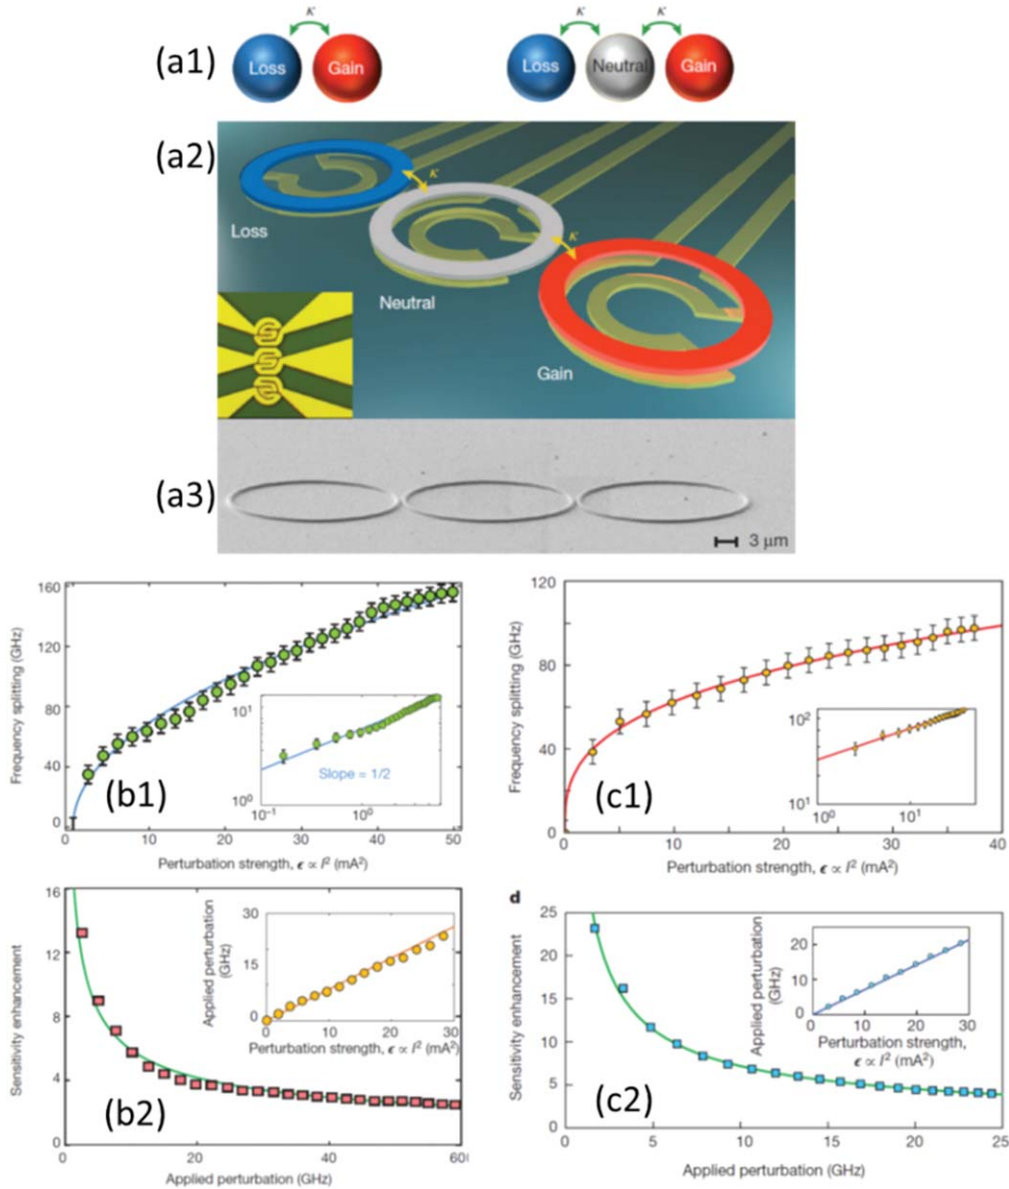 κ
κ
κ
(a1)
Loss
Gain
Loss
Neutral
Gain
(a2)
κ
κ
Loss
Neutral
Gain
(a3)
3 μm
Frequency splitting (GHz)
160
120
80
40
0
0
10
20
30
40
50
Perturbation strength, ϵ ∝ I² (mA²)
(b1)
10¹
10⁰
10⁻¹
10⁰
Slope = 1/2
Frequency splitting (GHz)
120
80
40
0
0
10
20
30
40
Perturbation strength, ϵ ∝ I² (mA²)
(c1)
10²
10¹
10⁰
10¹
Sensitivity enhancement
16
12
8
4
0
0
20
40
60
Applied perturbation (GHz)
(b2)
Applied perturbation
(GHz)
30
15
0
0
10
20
30
Perturbation strength, ϵ ∝ I² (mA²)
d
Sensitivity enhancement
25
20
15
10
5
0
0
5
10
15
20
25
Applied perturbation (GHz)
(c2)
Applied perturbation
(GHz)
20
10
0
0
10
20
30
Perturbation strength,
ϵ ∝ I² (mA²)